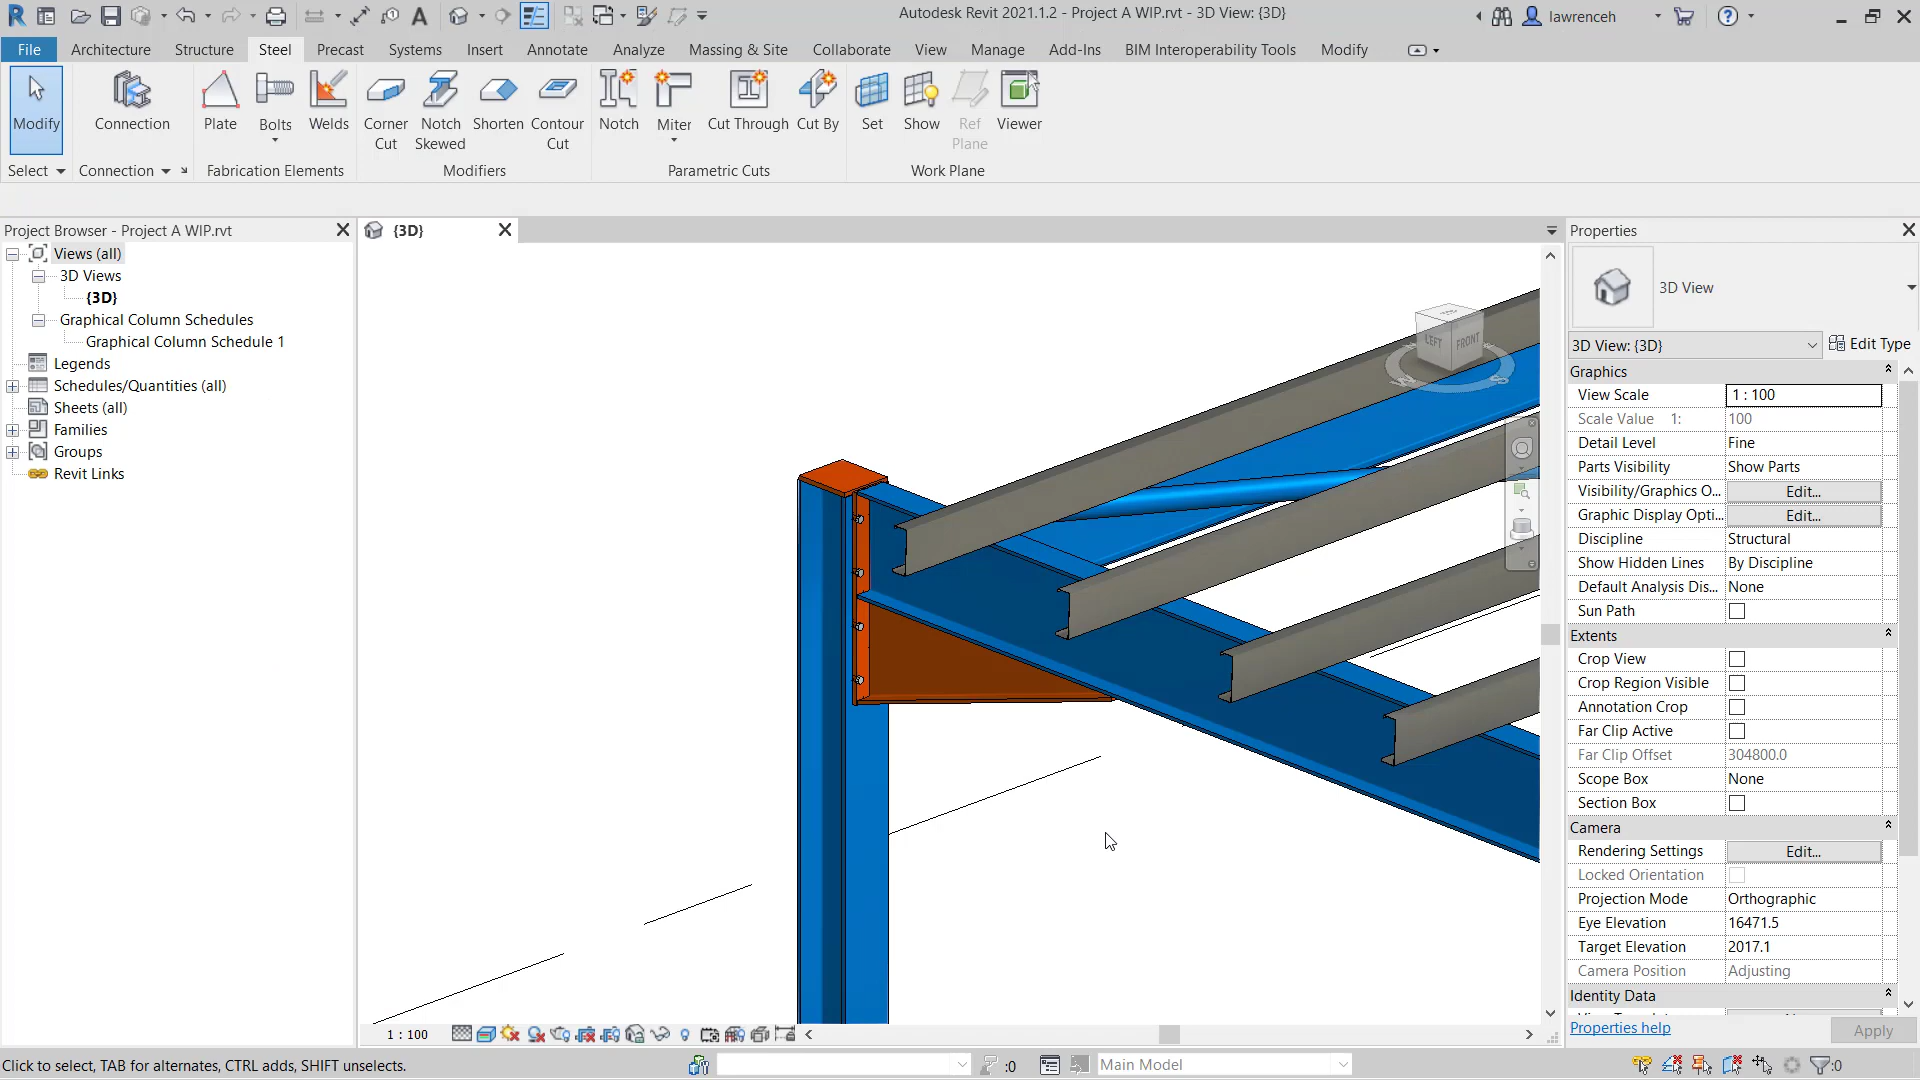 Autodesk Revit 2021.1.2 - Project A WIP.rvt - 3D View: {3D}
lawrenceh
File Architecture Structure Steel Precast Systems Insert Annotate Analyze Massing & Site Collaborate View Manage Add-Ins BIM Interoperability Tools Modify
Modify Connection Plate Bolts Welds Corner Cut Notch Skewed Shorten Contour Cut Notch Miter Cut Through Cut By Set Show Ref Plane Viewer
Select Connection Fabrication Elements Modifiers Parametric Cuts Work Plane
Project Browser - Project A WIP.rvt
{3D}
Properties
Views (all)
3D Views
{3D}
Graphical Column Schedules
Graphical Column Schedule 1
Legends
Schedules/Quantities (all)
Sheets (all)
Families
Groups
Revit Links
LEFT FRONT
3D View
3D View: {3D} Edit Type
Graphics
View Scale 1 : 100
Scale Value 1: 100
Detail Level Fine
Parts Visibility Show Parts
Visibility/Graphics O... Edit...
Graphic Display Opti... Edit...
Discipline Structural
Show Hidden Lines By Discipline
Default Analysis Dis... None
Sun Path
Extents
Crop View
Crop Region Visible
Annotation Crop
Far Clip Active
Far Clip Offset 304800.0
Scope Box None
Section Box
Camera
Rendering Settings Edit...
Locked Orientation
Projection Mode Orthographic
Eye Elevation 16471.5
Target Elevation 2017.1
Camera Position Adjusting
Identity Data
Properties help Apply
1 : 100
Click to select, TAB for alternates, CTRL adds, SHIFT unselects.
:0
Main Model
:0